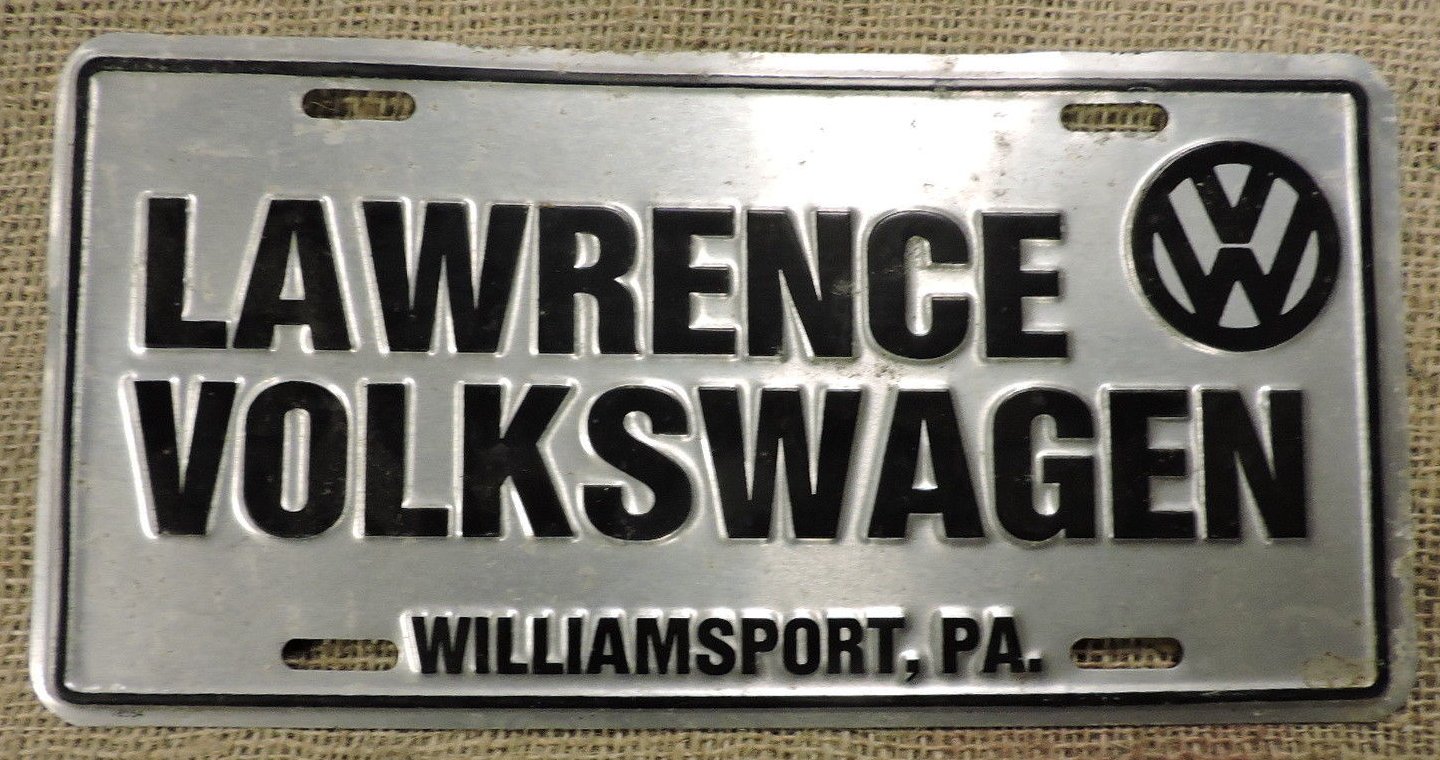 LAWRENCE
VOLKSWAGEN
WILLIAMSPORT, PA.